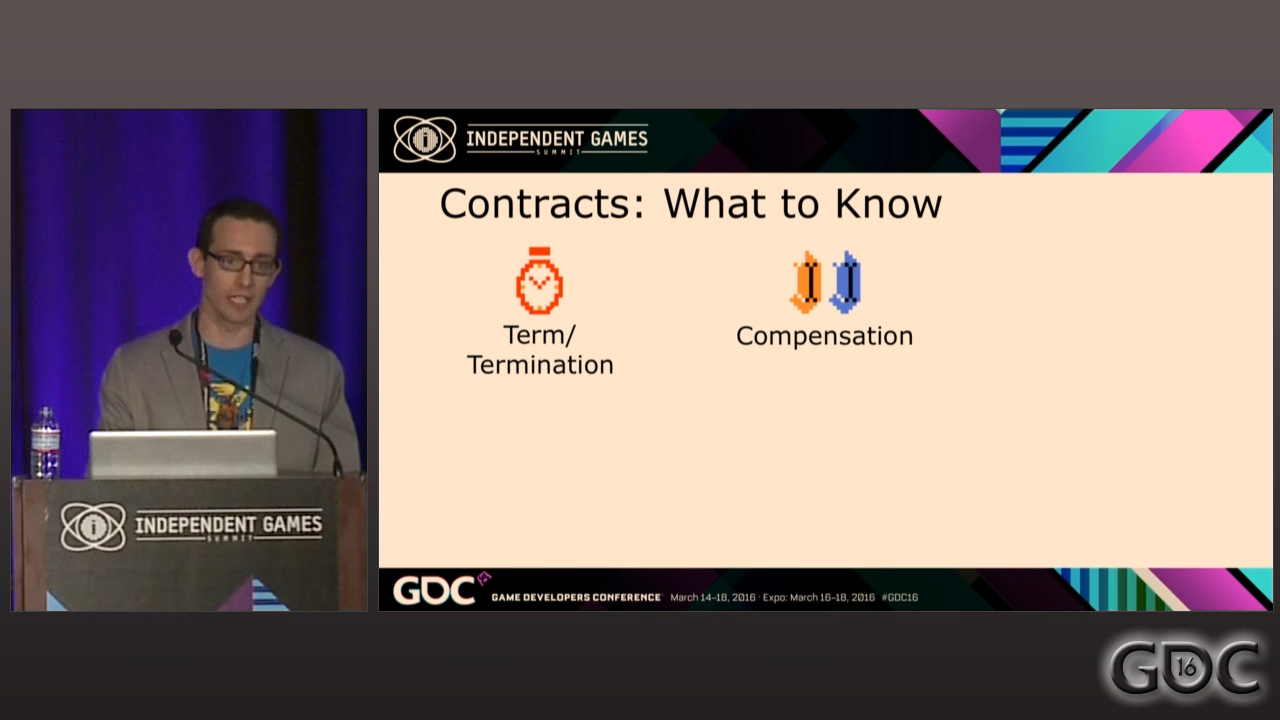 INDEPENDENT GAMES
SUMMIT
Contracts: What to Know
Term/
Termination
Compensation
INDEPENDENT GAMES
SUMMIT
GDC
GAME DEVELOPERS CONFERENCE March 14–18, 2016 · Expo: March 16–18, 2016 #GDC16
GDC
16